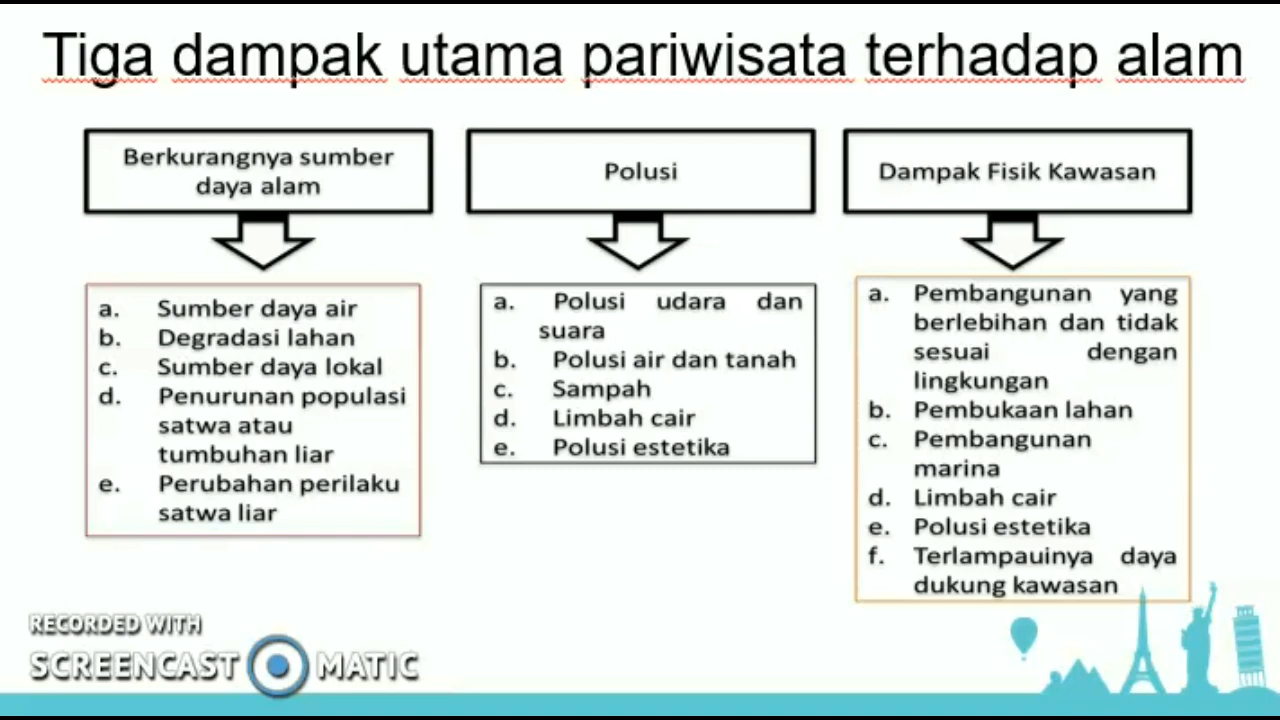 Tiga dampak utama pariwisata terhadap alam
Berkurangnya sumber
daya alam
a. Sumber daya air
b. Degradasi lahan
c. Sumber daya lokal
d. Penurunan populasi
satwa atau
tumbuhan liar
e. Perubahan perilaku
satwa liar
Polusi
a. Polusi udara dan
suara
b. Polusi air dan tanah
c. Sampah
d. Limbah cair
e. Polusi estetika
Dampak Fisik Kawasan
a. Pembangunan yang
berlebihan dan tidak
sesuai dengan
lingkungan
b. Pembukaan lahan
c. Pembangunan
marina
d. Limbah cair
e. Polusi estetika
f. Terlampauinya daya
dukung kawasan
RECORDED WITH
SCREENCAST MATIC